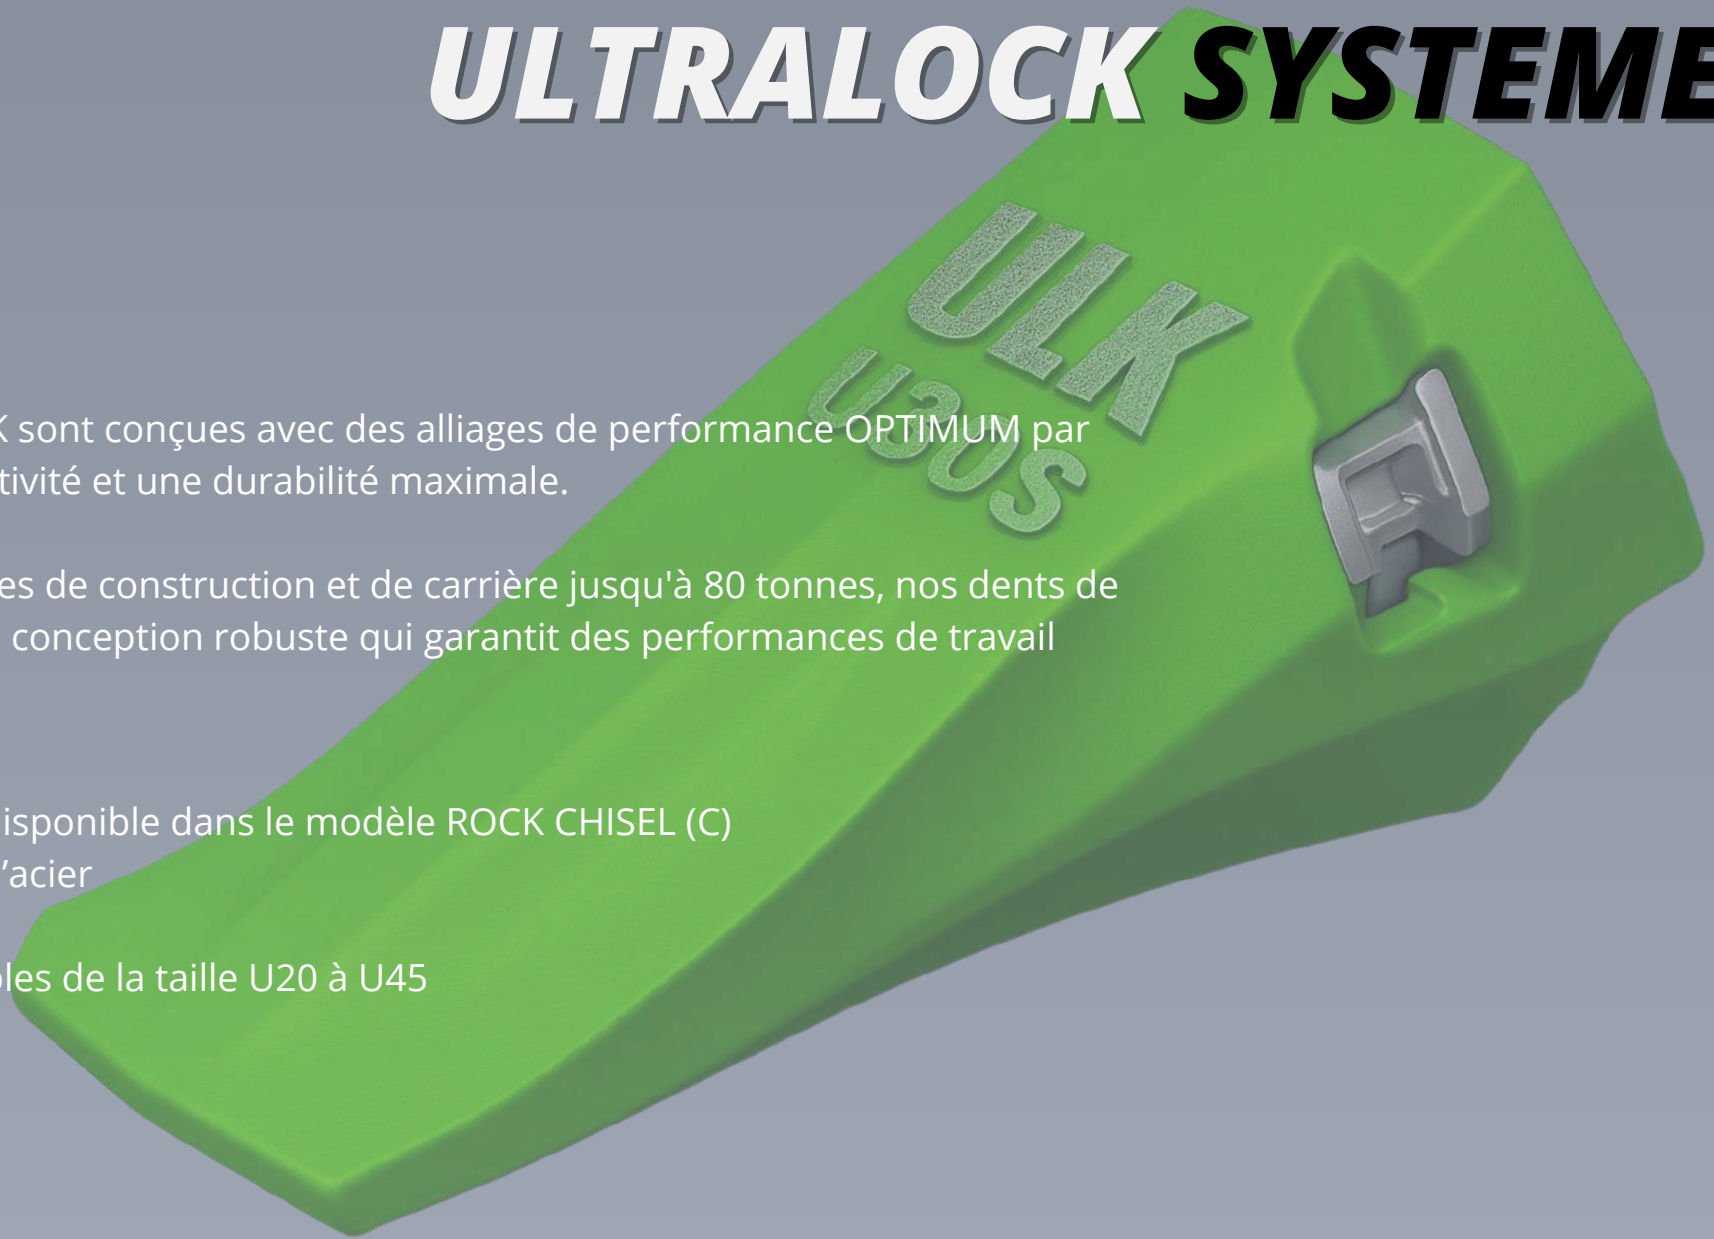 ULTRALOCK SYSTEME
ULK
U30S
K sont conçues avec des alliages de performance OPTIMUM par
tivité et une durabilité maximale.
es de construction et de carrière jusqu'à 80 tonnes, nos dents de
conception robuste qui garantit des performances de travail
isponible dans le modèle ROCK CHISEL (C)
’acier
les de la taille U20 à U45